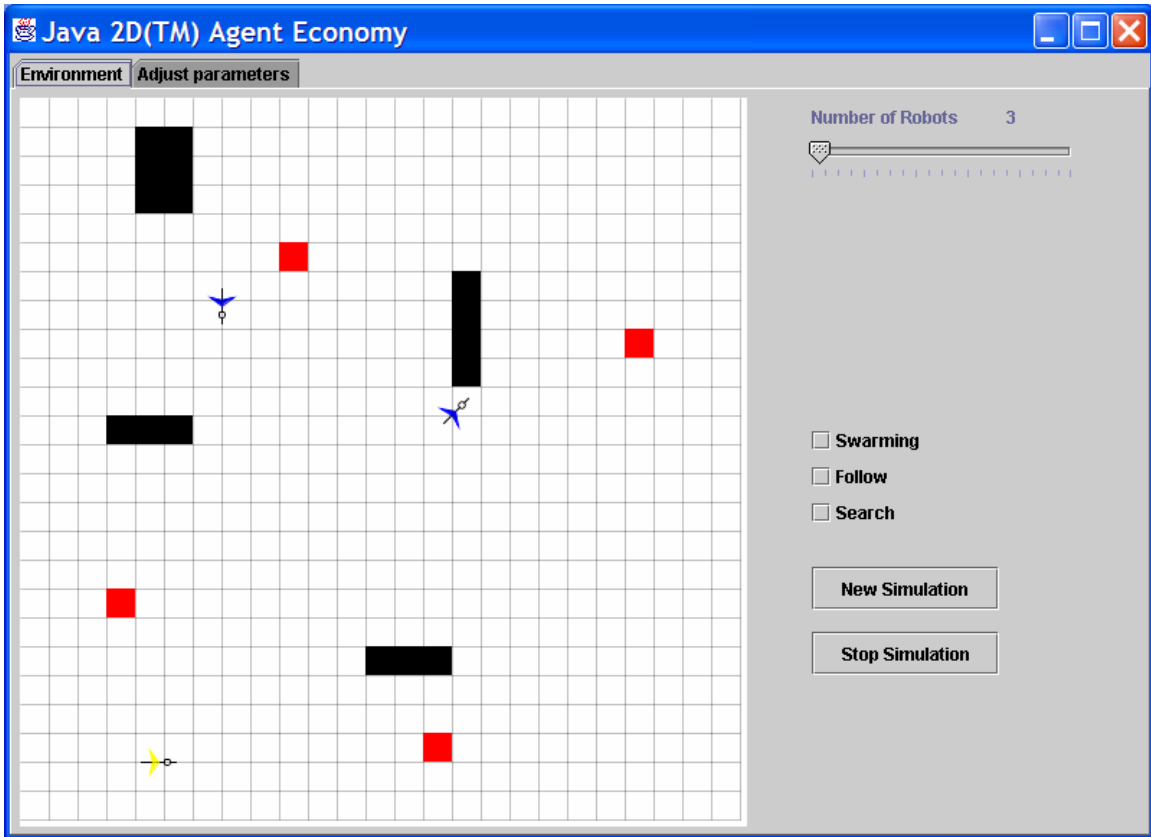 Java 2D(TM) Agent Economy
Environment Adjust parameters
Number of Robots 3
Swarming
Follow
Search
New Simulation
Stop Simulation